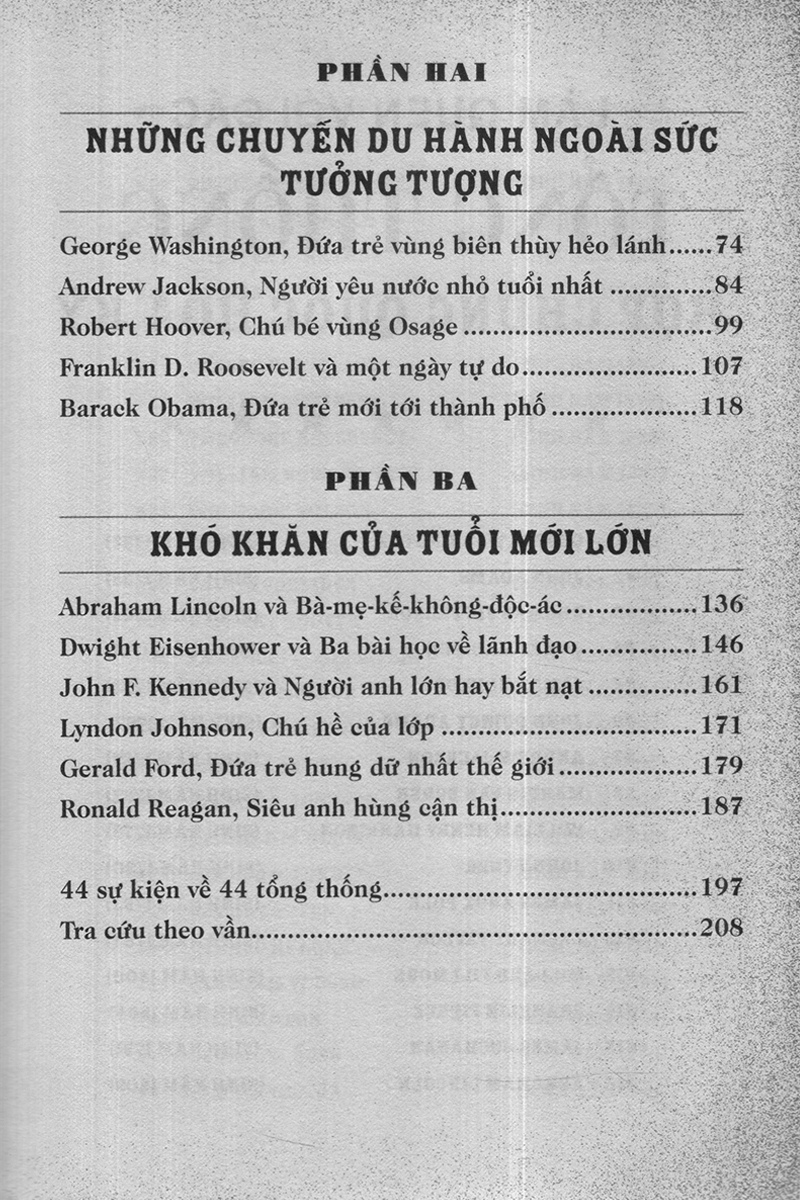 PHẦN HAI
NHỮNG CHUYẾN DU HÀNH NGOÀI SỨC
TƯỞNG TƯỢNG
George Washington, Đứa trẻ vùng biên thùy hẻo lánh......74
Andrew Jackson, Người yêu nước nhỏ tuổi nhất .............84
Robert Hoover, Chú bé vùng Osage ................................99
Franklin D. Roosevelt và một ngày tự do.......................107
Barack Obama, Đứa trẻ mới tới thành phố ...................118
PHẦN BA
KHÓ KHĂN CỦA TUỔI MỚI LỚN
Abraham Lincoln và Bà-mẹ-kế-không-độc-ác.................136
Dwight Eisenhower và Ba bài học về lãnh đạo...............146
John F. Kennedy và Người anh lớn hay bắt nạt ..............161
Lyndon Johnson, Chú hề của lớp ..................................171
Gerald Ford, Đứa trẻ hung dữ nhất thế giới..................179
Ronald Reagan, Siêu anh hùng cận thị..........................187
44 sự kiện về 44 tổng thống.........................................197
Tra cứu theo vần..........................................................208